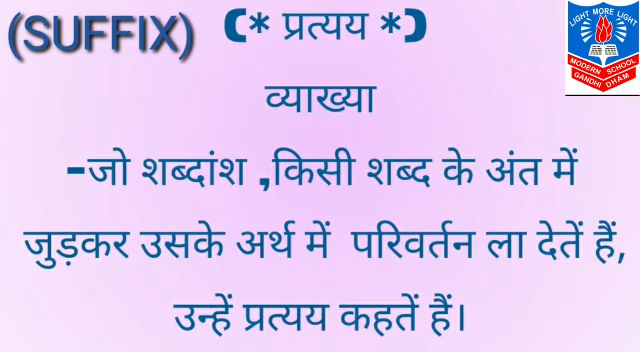 (SUFFIX) (* प्रत्यय *)
LIGHT MORE LIGHT
MODERN SCHOOL
GANDHI DHAM
व्याख्या
-जो शब्दांश ,किसी शब्द के अंत में
जुड़कर उसके अर्थ में परिवर्तन ला देतें हैं,
उन्हें प्रत्यय कहतें हैं।